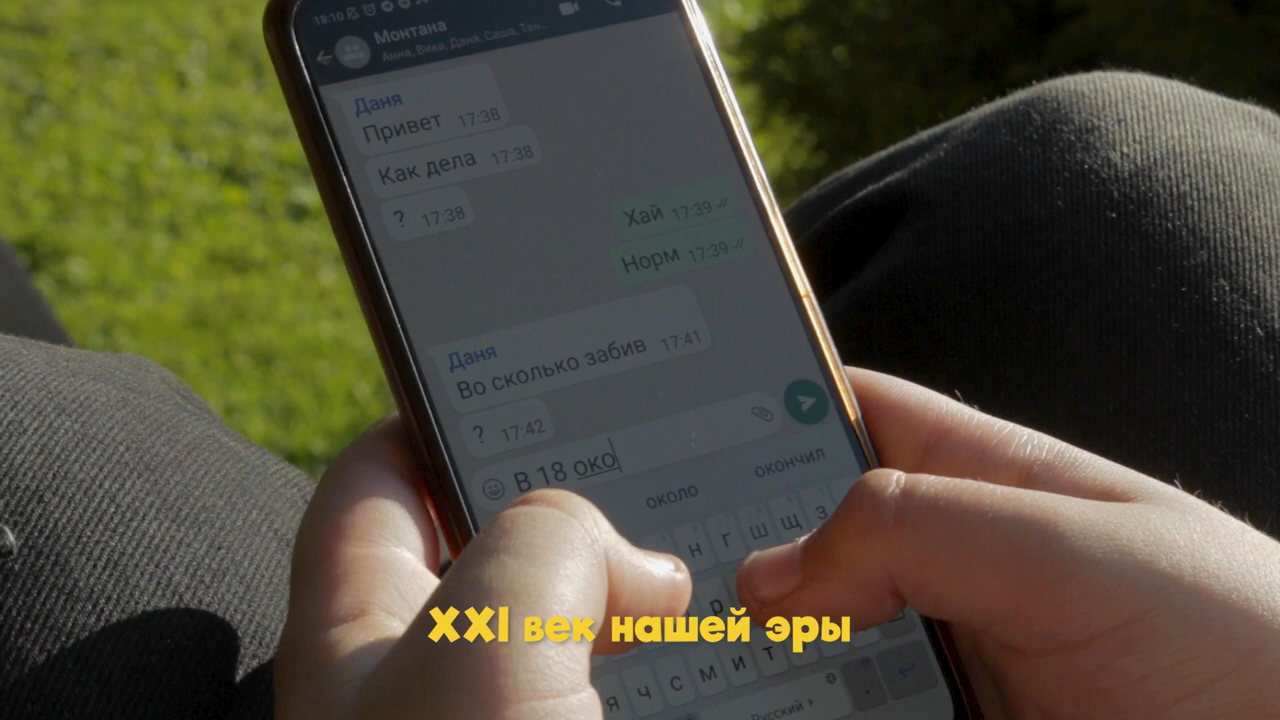 18:10
Монтана
Анна, Вика, Даня, Саша, Тан...
Даня
Привет 17:38
Как дела 17:38
? 17:38
Хай 17:39
Норм 17:39
Даня
Во сколько забив 17:41
? 17:42
В 18 око
около окончил
н г ш щ з
р
я ч с м и т
Русский
XXI век нашей эры